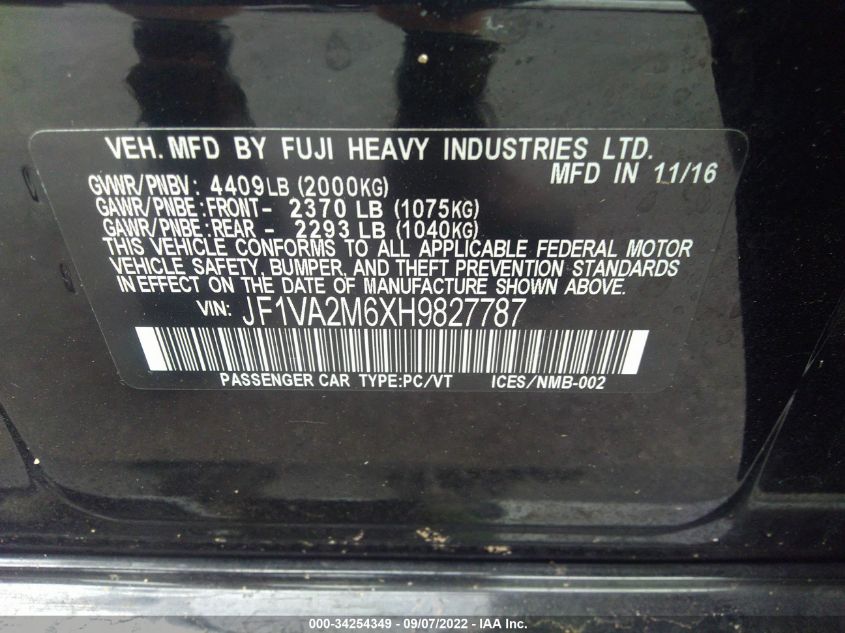 VEH. MFD BY FUJI HEAVY INDUSTRIES LTD.
MFD IN 11/16
GVWR/PNBV: 4409LB (2000KG)
GAWR/PNBE:FRONT- 2370 LB (1075KG)
GAWR/PNBE:REAR - 2293 LB (1040KG)
THIS VEHICLE CONFORMS TO ALL APPLICABLE FEDERAL MOTOR
VEHICLE SAFETY, BUMPER, AND THEFT PREVENTION STANDARDS
IN EFFECT ON THE DATE OF MANUFACTURE SHOWN ABOVE.
VIN: JF1VA2M6XH9827787
PASSENGER CAR TYPE:PC/VT ICES/NMB-002
000-34254349 - 09/07/2022 - IAA Inc.